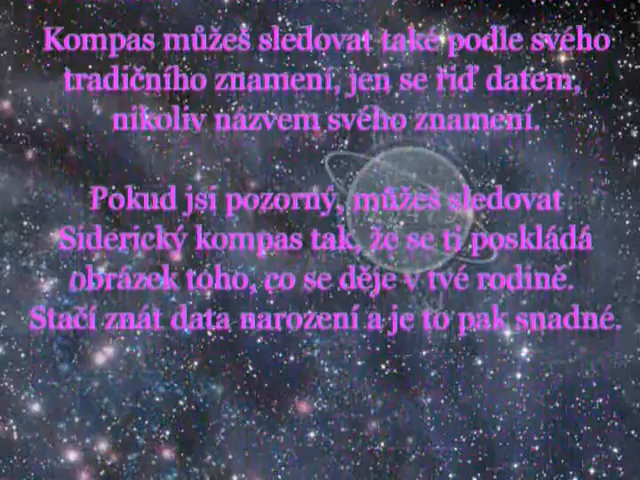 Kompas můžeš sledovat také podle svého
tradičního znamení, jen se řiď datem,
nikoliv názvem svého znamení.
Pokud jsi pozorný, můžeš sledovat
Siderický kompas tak, že se ti poskládá
obrázek toho, co se děje v tvé rodině.
Stačí znát data narození a je to pak snadné.